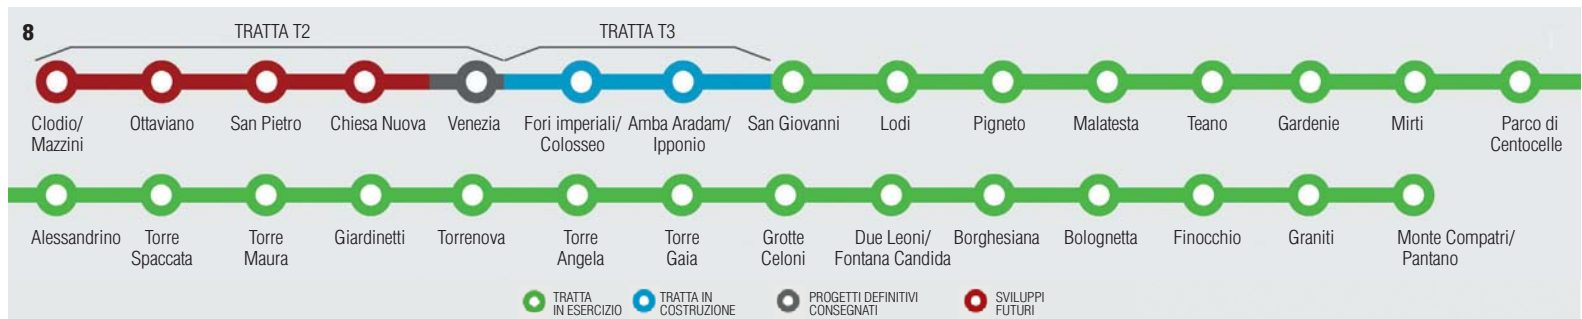 8
TRATTA T2
TRATTA T3
Clodio/
Mazzini
Ottaviano
San Pietro
Chiesa Nuova
Venezia
Fori imperiali/
Colosseo
Amba Aradam/
Ipponio
San Giovanni
Lodi
Pigneto
Malatesta
Teano
Gardenie
Mirti
Parco di
Centocelle
Alessandrino
Torre
Spaccata
Torre
Maura
Giardinetti
Torrenova
Torre
Angela
Torre
Gaia
Grotte
Celoni
Due Leoni/
Fontana Candida
Borghesiana
Bolognetta
Finocchio
Graniti
Monte Compatri/
Pantano
TRATTA
IN ESERCIZIO
TRATTA IN
COSTRUZIONE
PROGETTI DEFINITIVI
CONSEGNATI
SVILUPPI
FUTURI